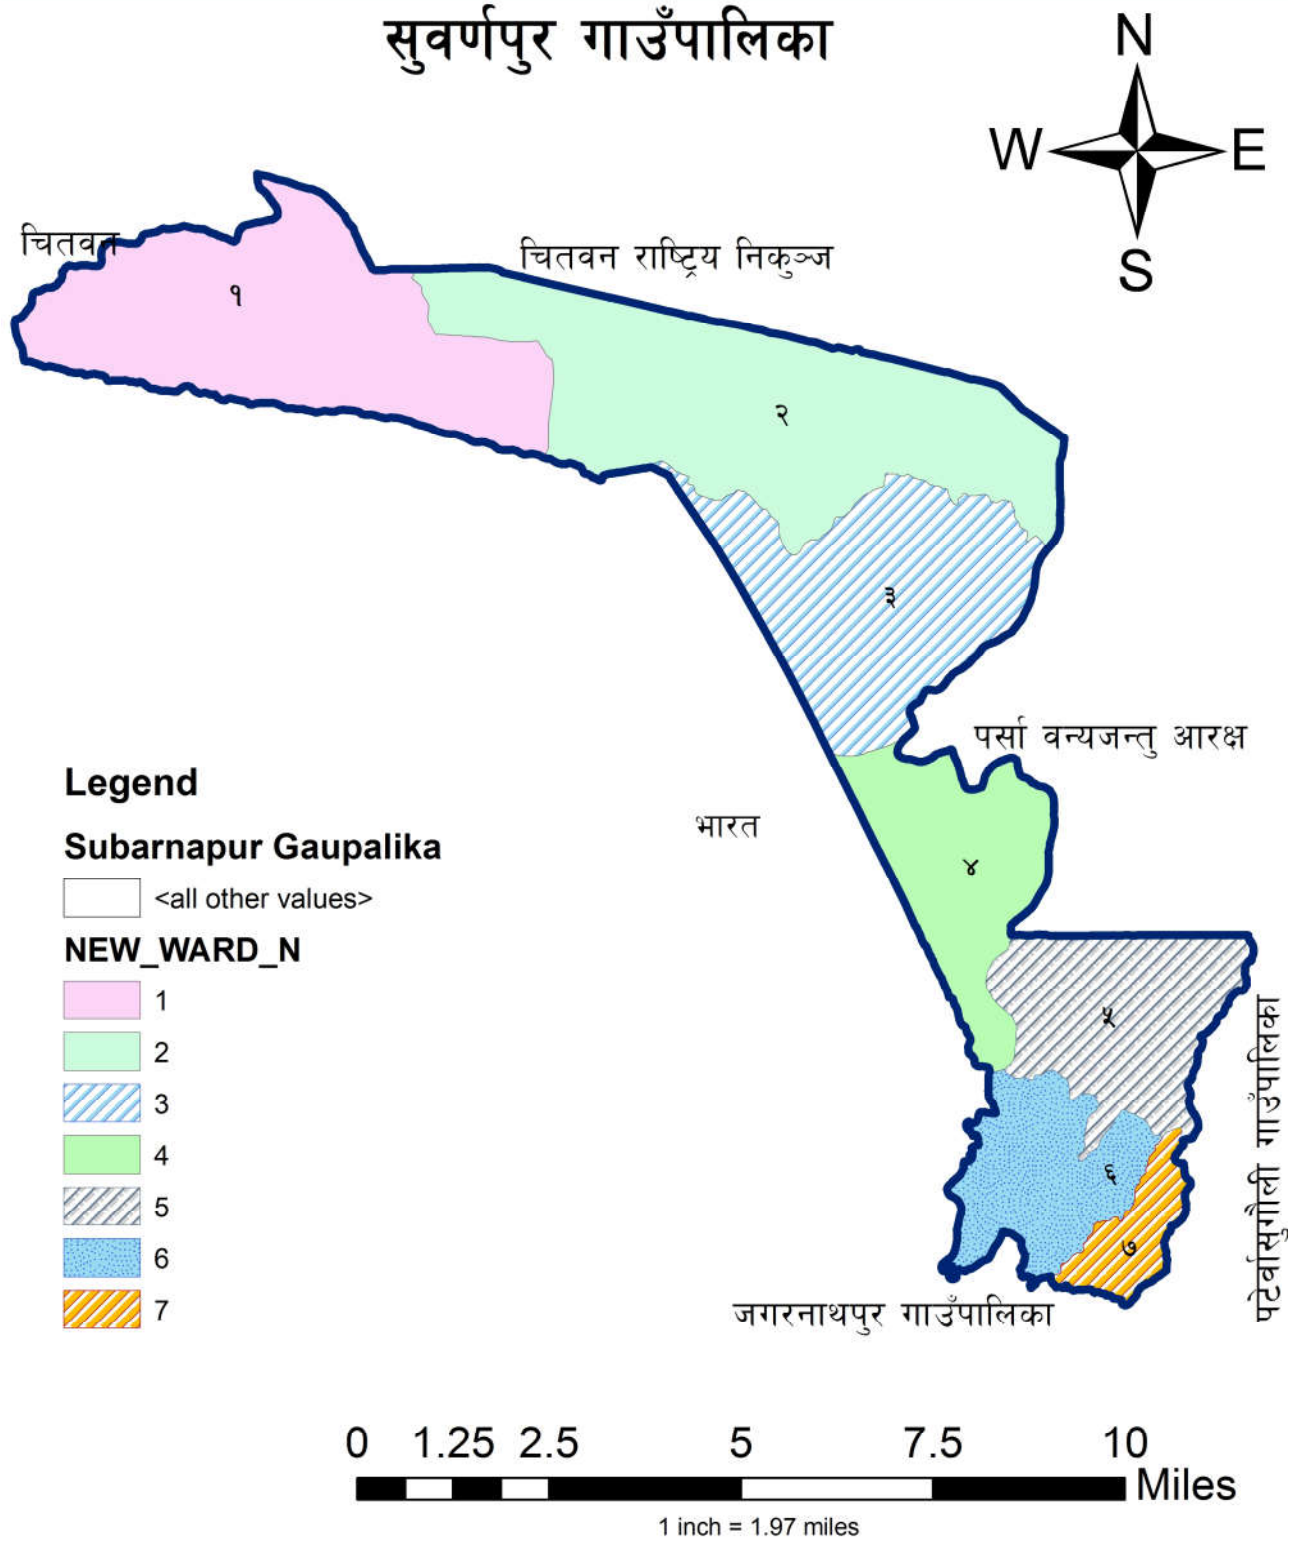 सुवर्णपुर गाउँपालिका
N
W E
S
चितवन
चितवन राष्ट्रिय निकुञ्ज
१
२
३
पर्सा वन्यजन्तु आरक्ष
भारत
४
५
६
७
पटेर्वासुगौली गाउँपालिका
जगरनाथपुर गाउँपालिका
Legend
Subarnapur Gaupalika
<all other values>
NEW_WARD_N
1
2
3
4
5
6
7
0 1.25 2.5 5 7.5 10
Miles
1 inch = 1.97 miles